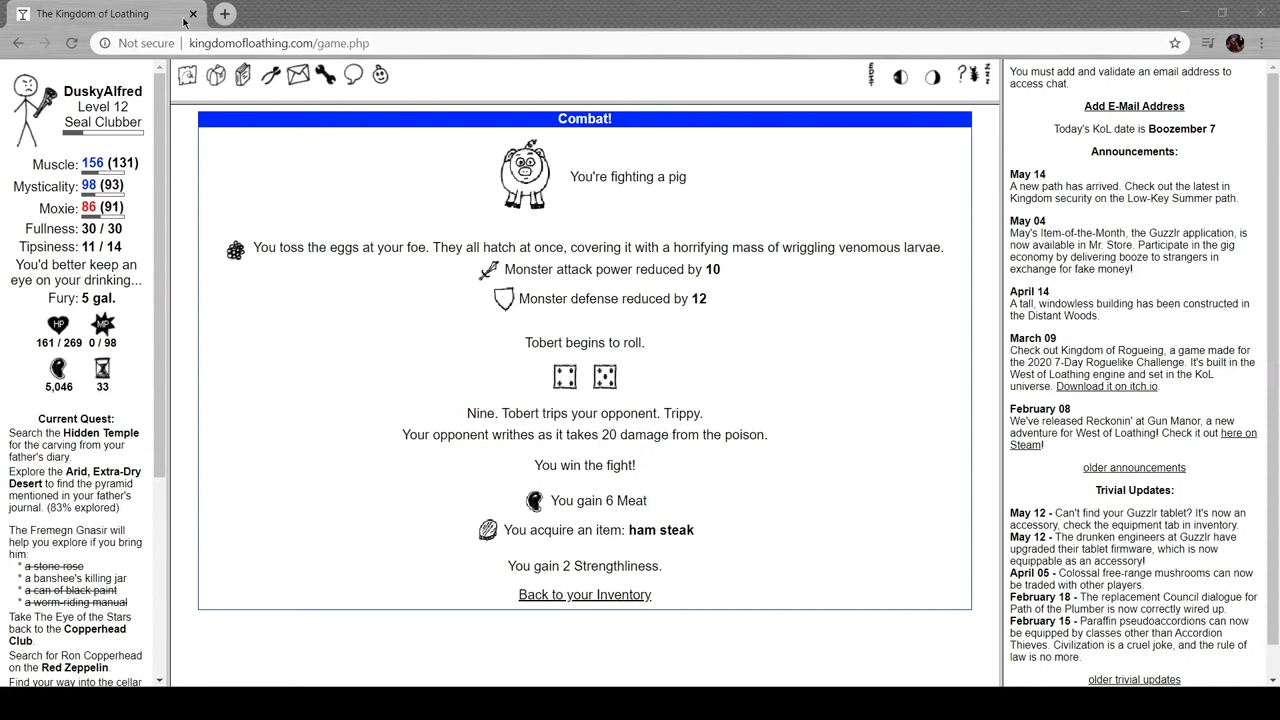 The Kingdom of Loathing
Not secure | kingdomofloathing.com/game.php
DuskyAlfred
Level 12
Seal Clubber
Muscle: 156 (131)
Mysticality: 98 (93)
Moxie: 86 (91)
Fullness: 30 / 30
Tipsiness: 11 / 14
You'd better keep an
eye on your drinking...
Fury: 5 gal.
HP MP
161 / 269 0 / 98
5,046 33
Current Quest:
Search the Hidden Temple
for the carving from your
father's diary.
Explore the Arid, Extra-Dry
Desert to find the pyramid
mentioned in your father's
journal. (83% explored)
The Fremegn Gnasir will
help you explore if you bring
him:
* a stone rose
* a banshee's killing jar
* a can of black paint
* a worm-riding manual
Take The Eye of the Stars
back to the Copperhead
Club.
Search for Ron Copperhead
on the Red Zeppelin.
Find your way into the cellar
Combat!
You're fighting a pig
You toss the eggs at your foe. They all hatch at once, covering it with a horrifying mass of wriggling venomous larvae.
Monster attack power reduced by 10
Monster defense reduced by 12
Tobert begins to roll.
Nine. Tobert trips your opponent. Trippy.
Your opponent writhes as it takes 20 damage from the poison.
You win the fight!
You gain 6 Meat
You acquire an item: ham steak
You gain 2 Strengthliness.
Back to your Inventory
You must add and validate an email address to
access chat.
Add E-Mail Address
Today's KoL date is Boozember 7
Announcements:
May 14
A new path has arrived. Check out the latest in
Kingdom security on the Low-Key Summer path.
May 04
May's Item-of-the-Month, the Guzzlr application, is
now available in Mr. Store. Participate in the gig
economy by delivering booze to strangers in
exchange for fake money!
April 14
A tall, windowless building has been constructed in
the Distant Woods.
March 09
Check out Kingdom of Rogueing, a game made for
the 2020 7-Day Roguelike Challenge. It's built in the
West of Loathing engine and set in the KoL
universe. Download it on itch.io.
February 08
We've released Reckonin' at Gun Manor, a new
adventure for West of Loathing! Check it out here on
Steam!
older announcements
Trivial Updates:
May 12 - Can't find your Guzzlr tablet? It's now an
accessory, check the equipment tab in inventory.
May 12 - The drunken engineers at Guzzlr have
upgraded their tablet firmware, which is now
equippable as an accessory!
April 05 - Colossal free-range mushrooms can now
be traded with other players.
February 18 - The replacement Council dialogue for
Path of the Plumber is now correctly wired up.
February 15 - Paraffin pseudoaccordions can now
be equipped by classes other than Accordion
Thieves. Civilization is a cruel joke, and the rule of
law is no more.
older trivial updates